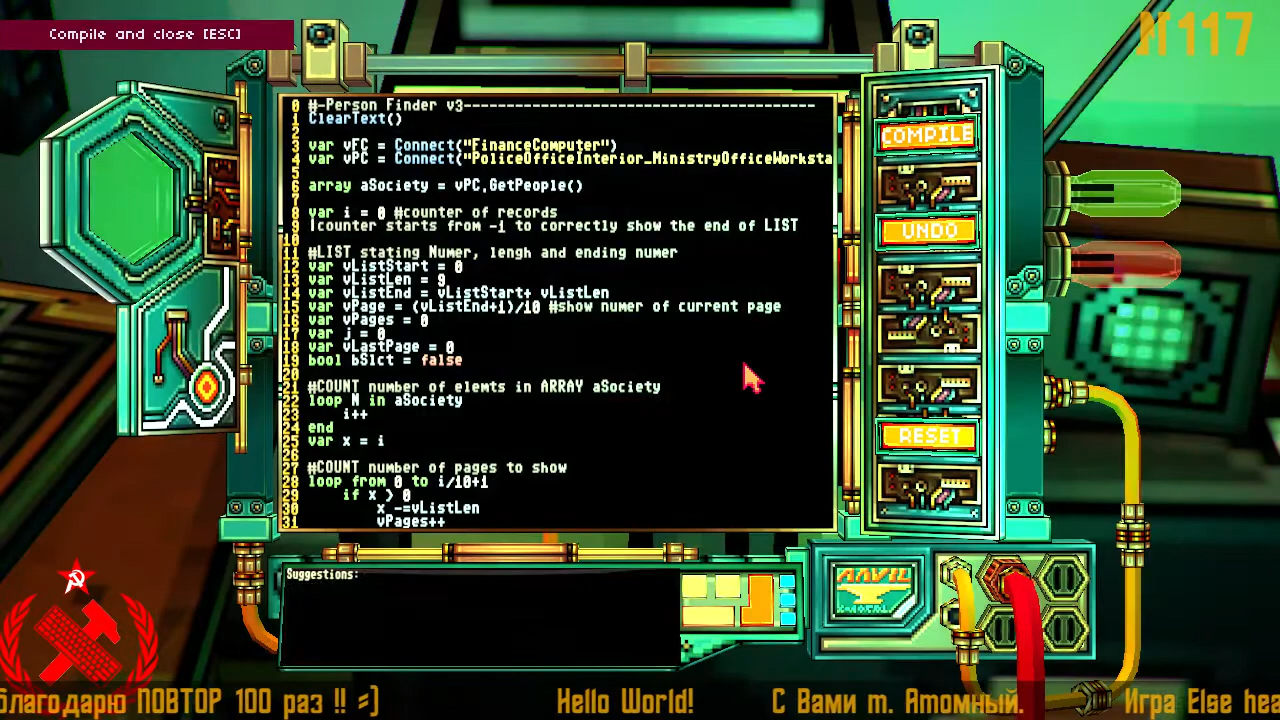 Compile and close [ESC]
N117
0 #-Person Finder v3-----------------------------------------
1 ClearText()
2
3 var vFC = Connect("FinanceComputer")
4 var vPC = Connect("PoliceOfficeInterior_MinistryOfficeWorksta
5
6 array aSociety = vPC.GetPeople()
7
8 var i = 0 #counter of records
9 !counter starts from -1 to correctly show the end of LIST
10
11 #LIST stating Numer, lengh and ending numer
12 var vListStart = 0
13 var vListLen = 9
14 var vListEnd = vListStart+ vListLen
15 var vPage = (vListEnd+1)/10 #show numer of current page
16 var vPages = 0
17 var j = 0
18 var vLastPage = 0
19 bool bSlct = false
20
21 #COUNT number of elemts in ARRAY aSociety
22 loop N in aSociety
23 i++
24 end
25 var x = i
26
27 #COUNT number of pages to show
28 loop from 0 to i/10+1
29 if x > 0
30 x -=vListLen
31 vPages++
COMPILE
UNDO
RESET
Suggestions:
ANVIL
благодарю ПОВТОР 100 раз !! =) Hello World! С Вами т. Атомный. Игра Else hea